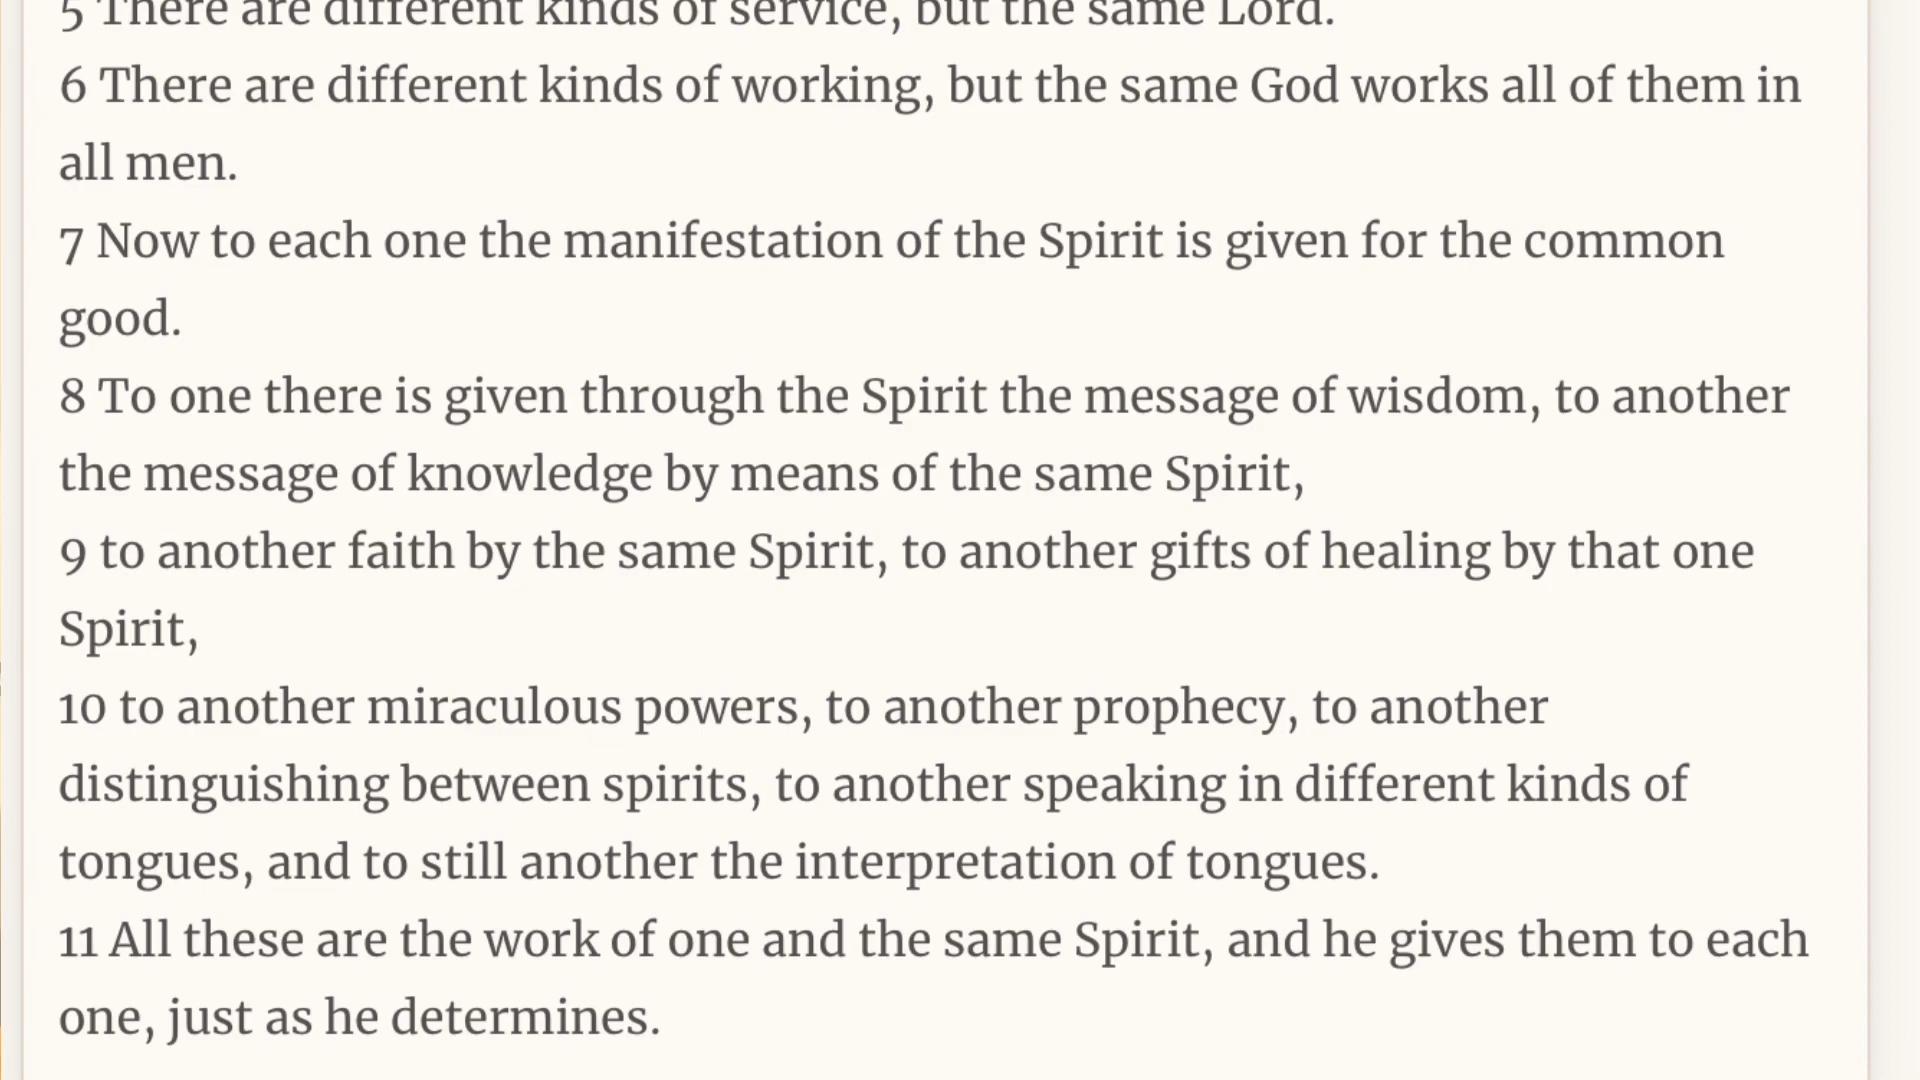 5 There are different kinds of service, but the same Lord.
6 There are different kinds of working, but the same God works all of them in
all men.
7 Now to each one the manifestation of the Spirit is given for the common
good.
8 To one there is given through the Spirit the message of wisdom, to another
the message of knowledge by means of the same Spirit,
9 to another faith by the same Spirit, to another gifts of healing by that one
Spirit,
10 to another miraculous powers, to another prophecy, to another
distinguishing between spirits, to another speaking in different kinds of
tongues, and to still another the interpretation of tongues.
11 All these are the work of one and the same Spirit, and he gives them to each
one, just as he determines.